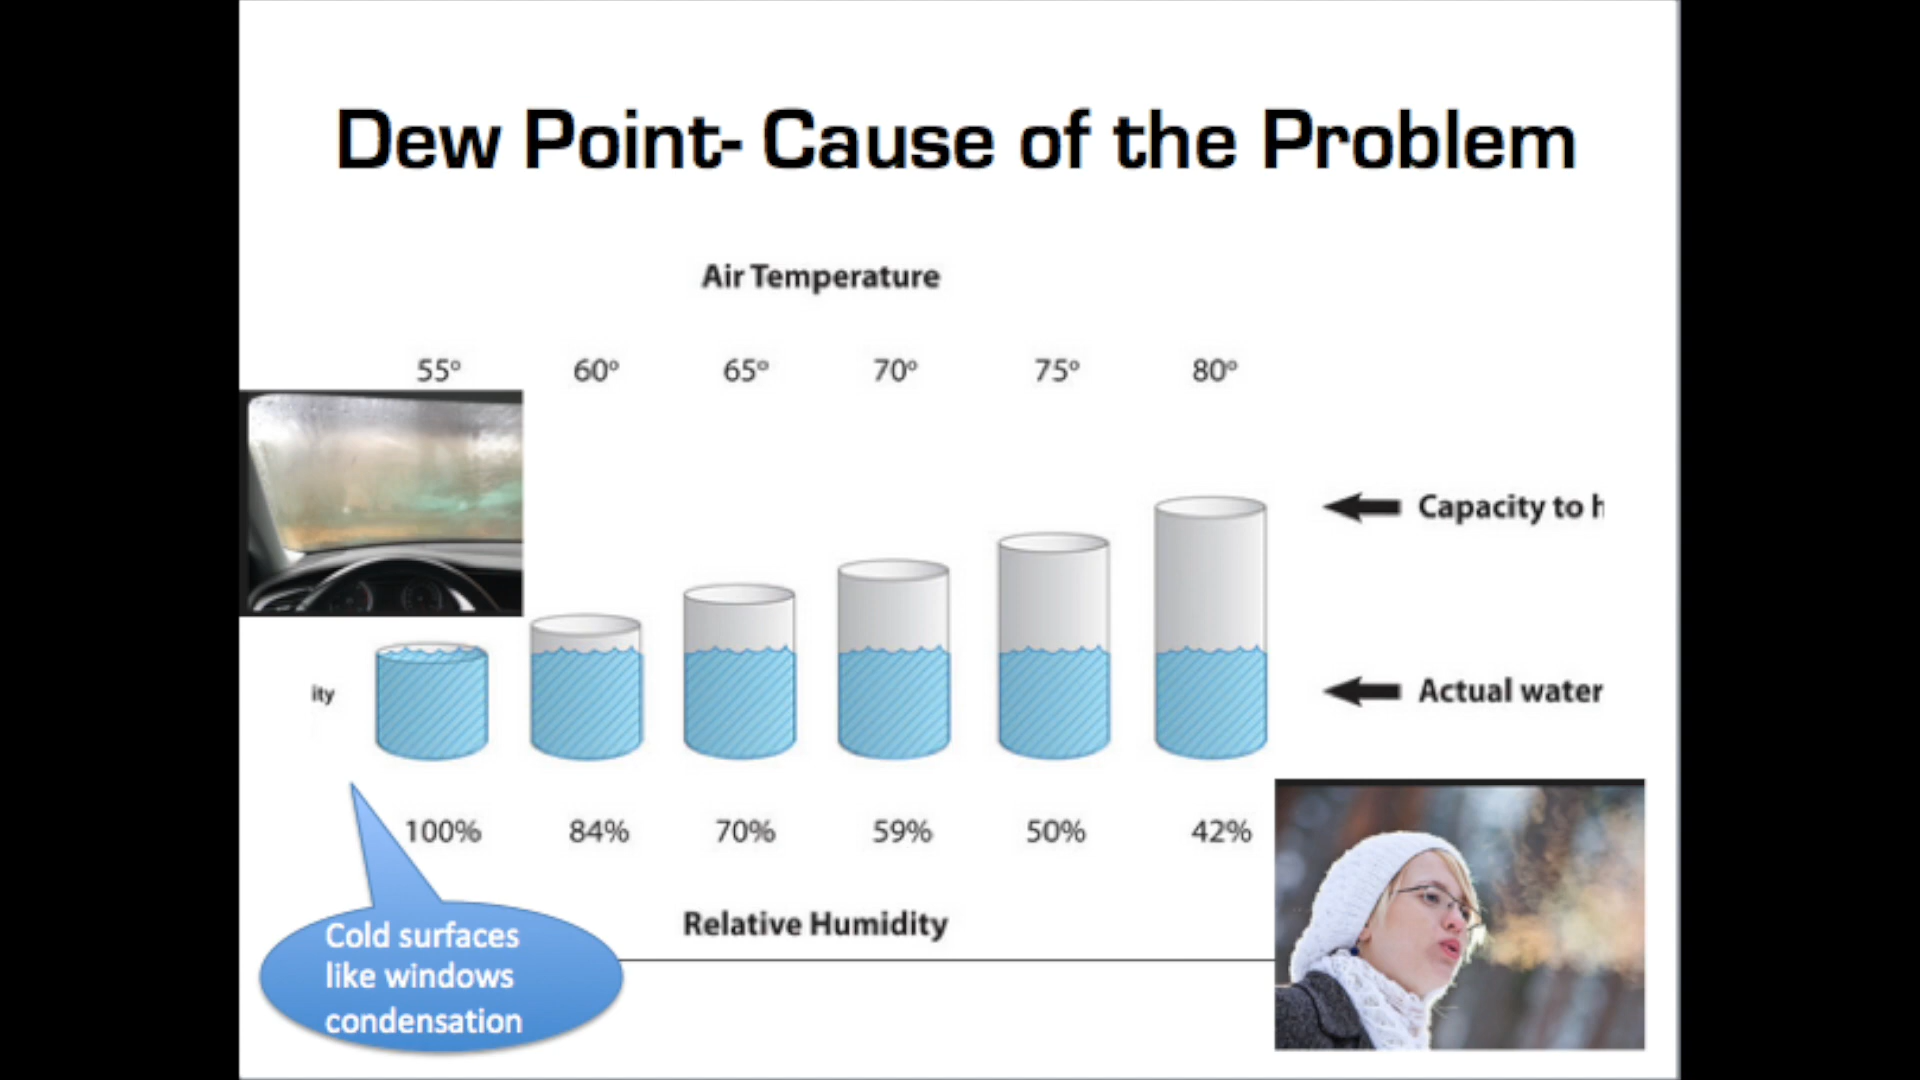 Dew Point- Cause of the Problem
Air Temperature
55º 60º 65º 70º 75º 80º
Capacity to h
ity
Actual water
100% 84% 70% 59% 50% 42%
Relative Humidity
Cold surfaces
like windows
condensation